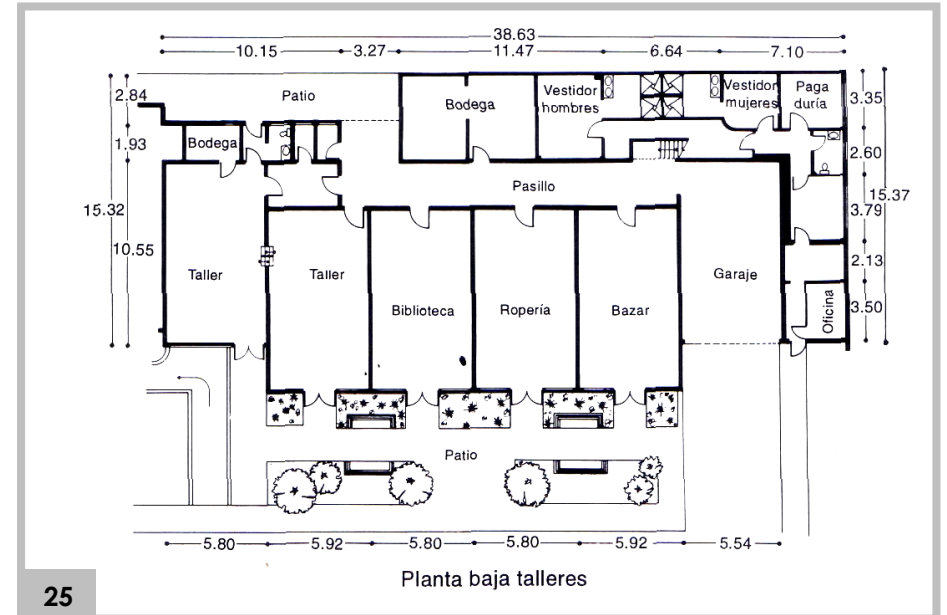 38.63
10.15 3.27 11.47 6.64 7.10
2.84
1.93
15.32
10.55
3.35
2.60
15.37
3.79
2.13
3.50
Patio
Bodega
Vestidor
hombres
Vestidor
mujeres
Paga
duría
Bodega
Pasillo
Taller
Taller
Biblioteca
Ropería
Bazar
Garaje
Oficina
Patio
5.80 5.92 5.80 5.80 5.92 5.54
Planta baja talleres
25